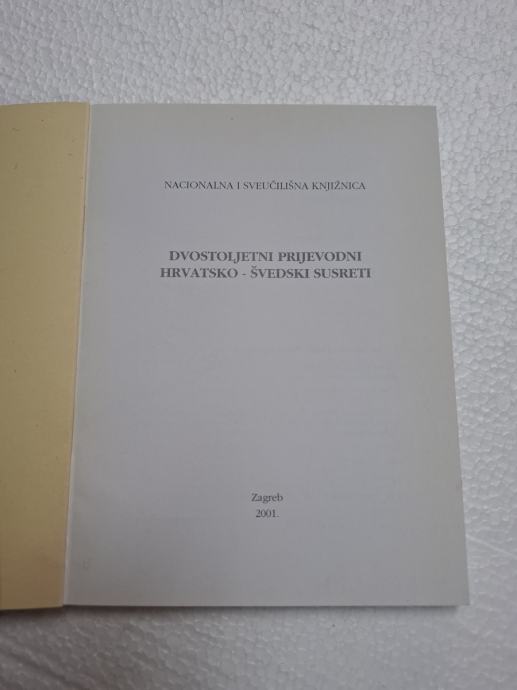 NACIONALNA I SVEUČILIŠNA KNJIŽNICA
DVOSTOLJETNI PRIJEVODNI
HRVATSKO - ŠVEDSKI SUSRETI
Zagreb
2001.